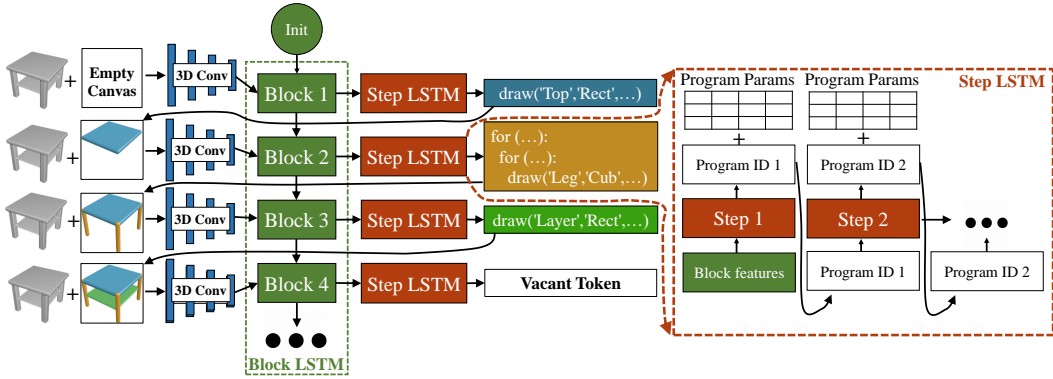 Init
+
Empty
Canvas
3D Conv
Block 1
Step LSTM
draw('Top','Rect',...)
+
3D Conv
Block 2
Step LSTM
for (...):
for (...):
draw('Leg','Cub',...)
+
3D Conv
Block 3
Step LSTM
draw('Layer','Rect',...)
+
3D Conv
Block 4
Step LSTM
Vacant Token
Block LSTM
Program Params
Program Params
Step LSTM
+
+
Program ID 1
Program ID 2
Step 1
Step 2
Block features
Program ID 1
Program ID 2